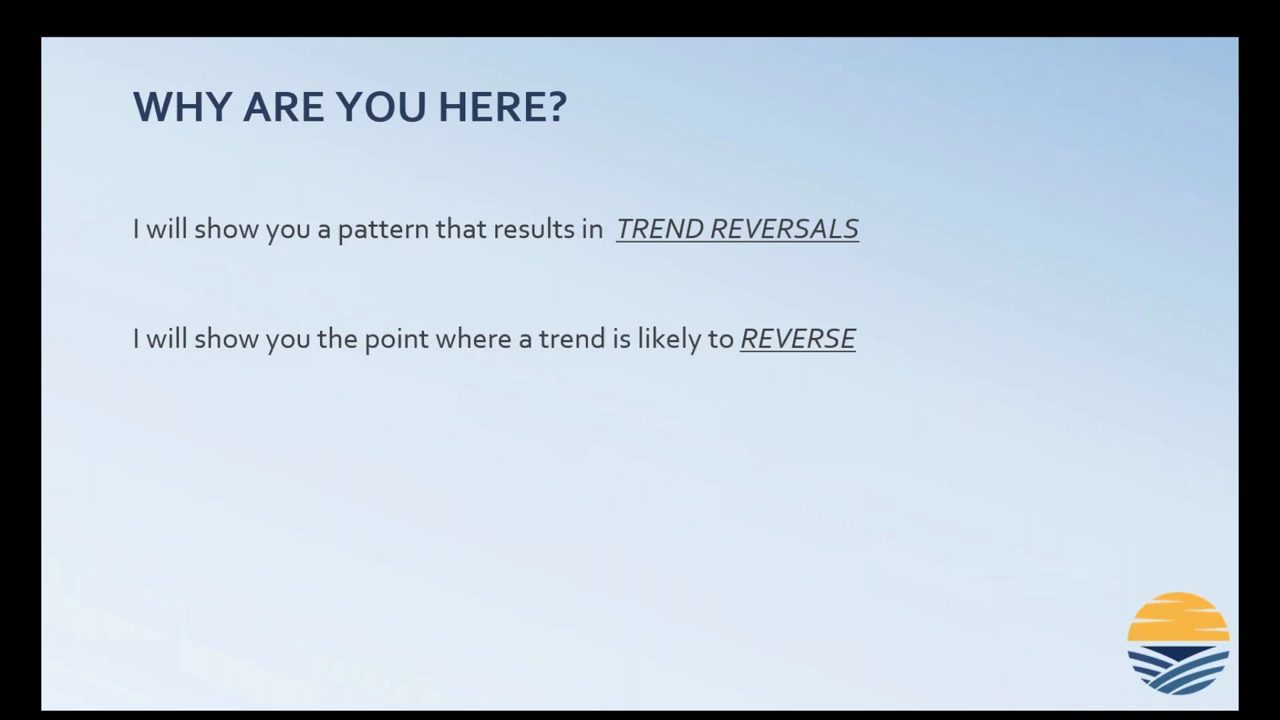 WHY ARE YOU HERE?
I will show you a pattern that results in TREND REVERSALS
I will show you the point where a trend is likely to REVERSE